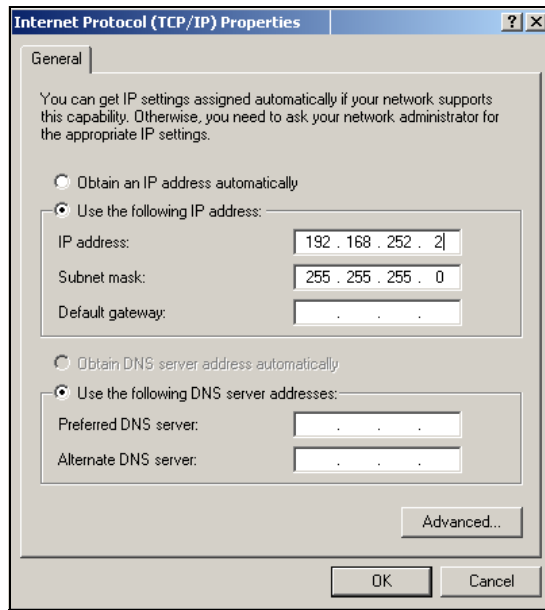 Internet Protocol (TCP/IP) Properties ? X
General
You can get IP settings assigned automatically if your network supports
this capability. Otherwise, you need to ask your network administrator for
the appropriate IP settings.
Obtain an IP address automatically
Use the following IP address:
IP address: 192 . 168 . 252 . 2
Subnet mask: 255 . 255 . 255 . 0
Default gateway: . . .
Obtain DNS server address automatically
Use the following DNS server addresses:
Preferred DNS server: . . .
Alternate DNS server: . . .
Advanced...
OK Cancel